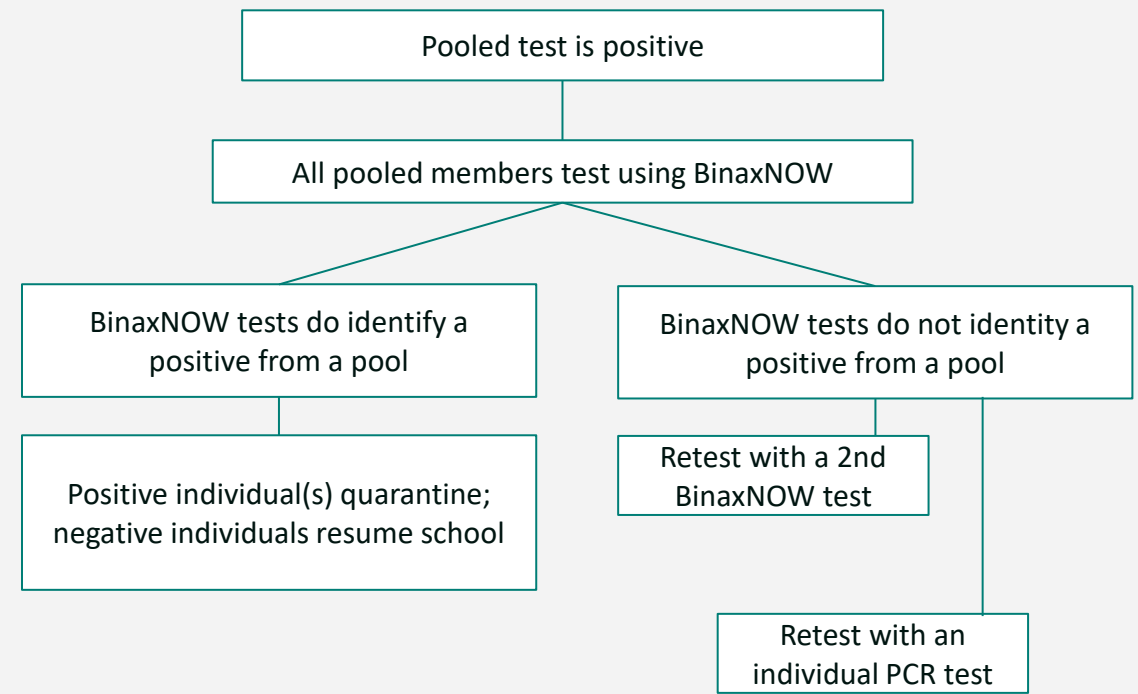 Pooled test is positive
All pooled members test using BinaxNOW
BinaxNOW tests do identify a
positive from a pool
BinaxNOW tests do not identity a
positive from a pool
Positive individual(s) quarantine;
negative individuals resume school
Retest with a 2nd
BinaxNOW test
Retest with an
individual PCR test